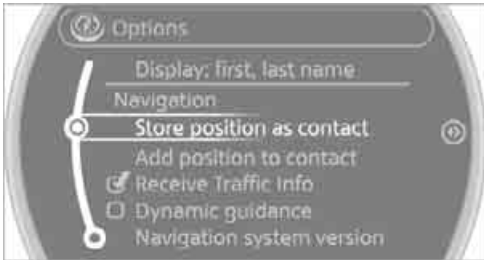 Options
Display: first, last name
Navigation
Store position as contact
Add position to contact
Receive Traffic Info
Dynamic guidance
Navigation system version